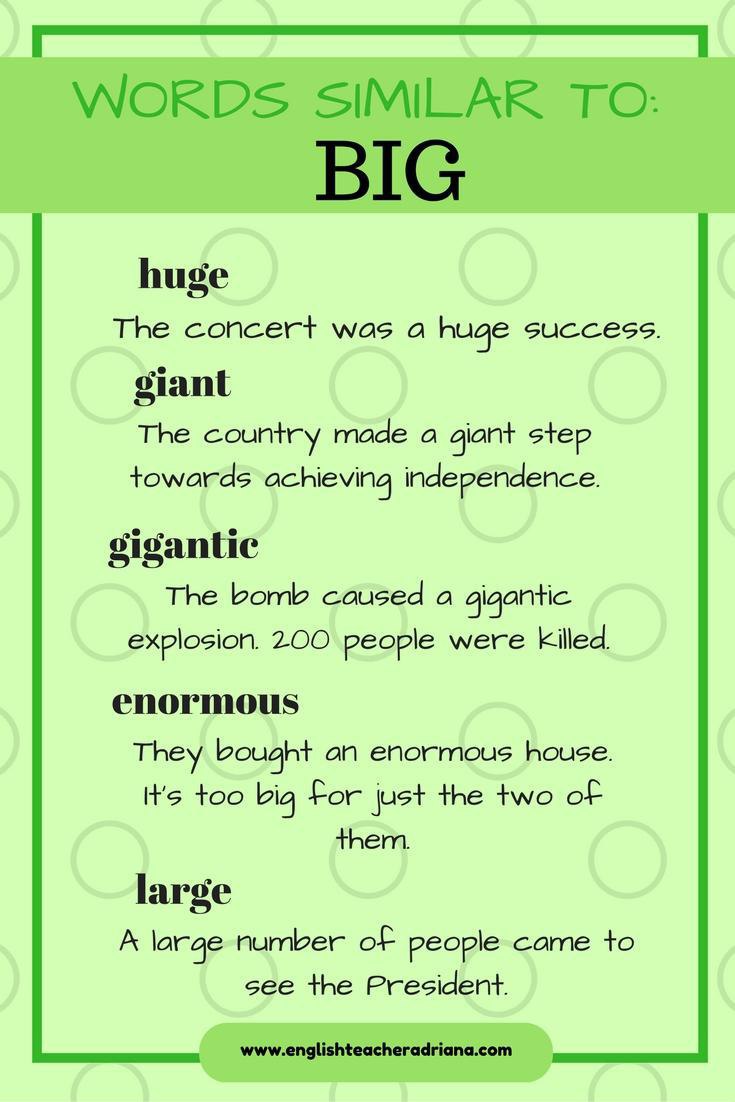 WORDS SIMILAR TO:
BIG
huge
The concert was a huge success.
giant
The country made a giant step
towards achieving independence.
gigantic
The bomb caused a gigantic
explosion. 200 people were killed.
enormous
They bought an enormous house.
It's too big for just the two of
them.
large
A large number of people came to
see the President.
www.englishteacheradriana.com